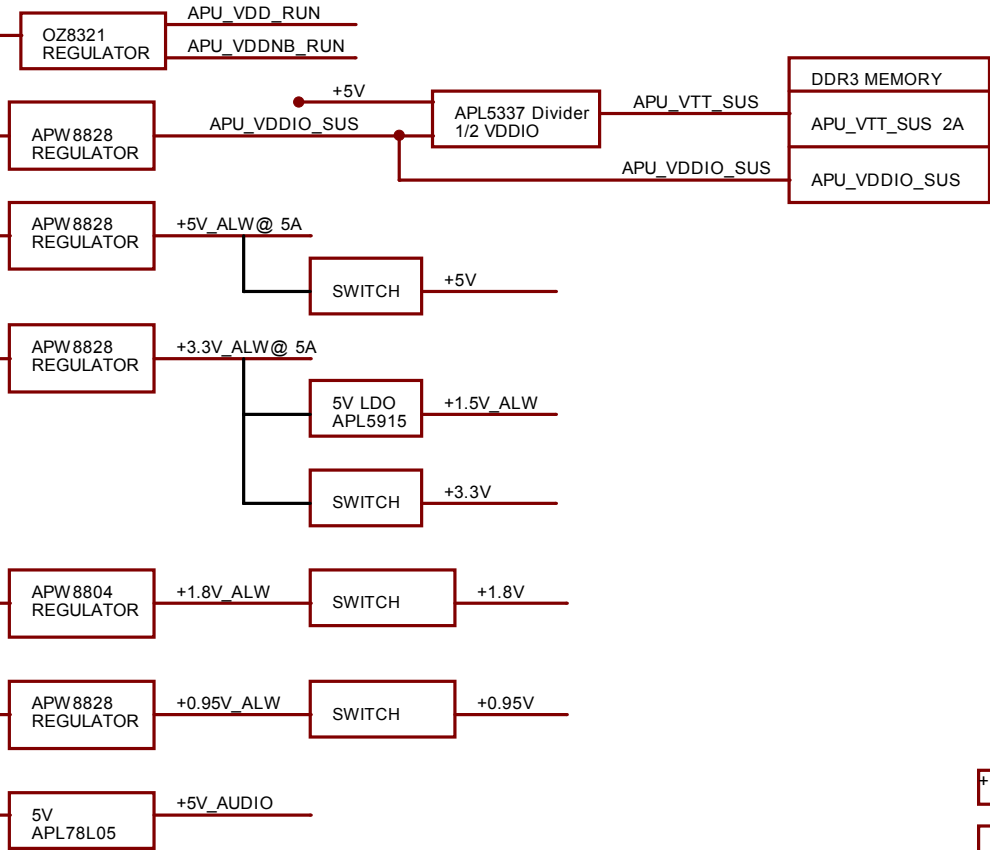 APU_VDD_RUN
OZ8321
REGULATOR
APU_VDDNB_RUN
DDR3 MEMORY
+5V
APL5337 Divider
1/2 VDDIO
APU_VTT_SUS
APU_VTT_SUS 2A
APW8828
REGULATOR
APU_VDDIO_SUS
APU_VDDIO_SUS
APU_VDDIO_SUS
APW8828
REGULATOR
+5V_ALW@ 5A
SWITCH
+5V
APW8828
REGULATOR
+3.3V_ALW@ 5A
5V LDO
APL5915
+1.5V_ALW
SWITCH
+3.3V
APW8804
REGULATOR
+1.8V_ALW
SWITCH
+1.8V
APW8828
REGULATOR
+0.95V_ALW
SWITCH
+0.95V
5V
APL78L05
+5V_AUDIO
+